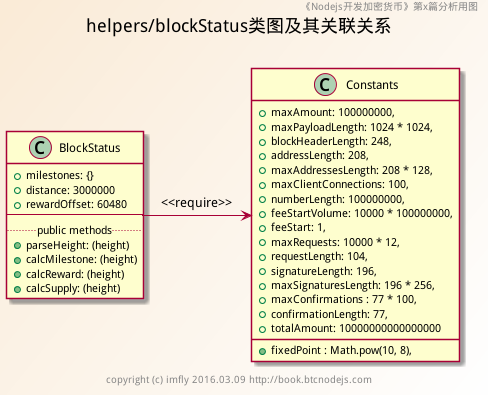 《Nodejs开发加密货币》第x篇分析用图
helpers/blockStatus类图及其关联关系
C Constants
maxAmount: 100000000,
maxPayloadLength: 1024 * 1024,
blockHeaderLength: 248,
addressLength: 208,
maxAddressesLength: 208 * 128,
maxClientConnections: 100,
numberLength: 100000000,
feeStartVolume: 10000 * 100000000,
feeStart: 1,
maxRequests: 10000 * 12,
requestLength: 104,
signatureLength: 196,
maxSignaturesLength: 196 * 256,
maxConfirmations : 77 * 100,
confirmationLength: 77,
totalAmount: 10000000000000000
fixedPoint : Math.pow(10, 8),
C BlockStatus
milestones: {}
distance: 3000000
rewardOffset: 60480
public methods
parseHeight: (height)
calcMilestone: (height)
calcReward: (height)
calcSupply: (height)
<<require>>
copyright (c) imfly 2016.03.09 http://book.btcnodejs.com